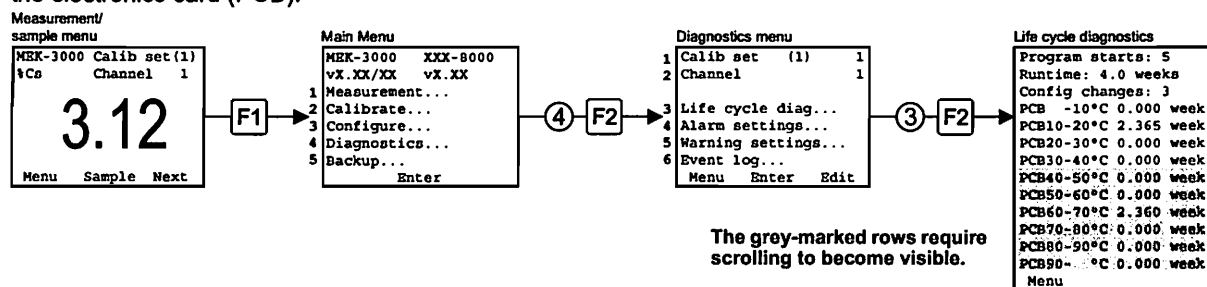 the electronics card (PCB).
Measurement/
sample menu
MEK-3000 Calib set(1)
%Cs Channel 1
3.12
Menu Sample Next
F1
Main Menu
MEK-3000 XXX-8000
vX.XX/XX vX.XX
1 Measurement...
2 Calibrate...
3 Configure...
4 Diagnostics...
5 Backup...
Enter
4
F2
Diagnostics menu
1 Calib set (1) 1
2 Channel 1
3 Life cycle diag...
4 Alarm settings...
5 Warning settings...
6 Event log...
Menu Enter Edit
3
F2
Life cycle diagnostics
Program starts: 5
Runtime: 4.0 weeks
Config changes: 3
PCB -10°C 0.000 week
PCB10-20°C 2.365 week
PCB20-30°C 0.000 week
PCB30-40°C 0.000 week
PCB40-50°C 0.000 week
PCB50-60°C 0.000 week
PCB60-70°C 2.360 week
PCB70-80°C 0.000 week
PCB80-90°C 0.000 week
PCB90- °C 0.000 week
Menu
The grey-marked rows require
scrolling to become visible.